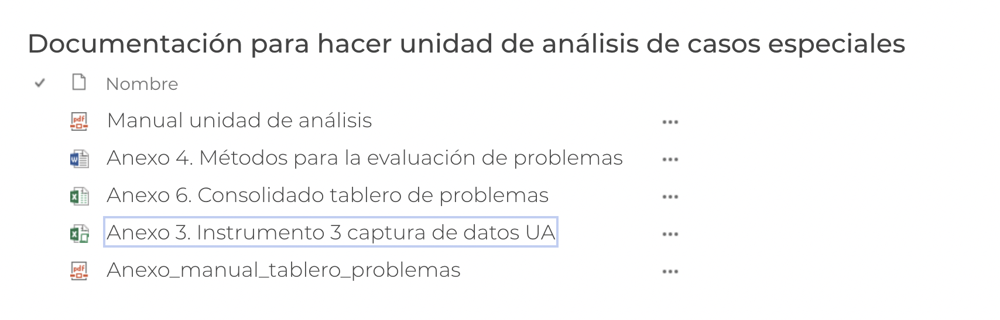 Documentación para hacer unidad de análisis de casos especiales
Nombre
Manual unidad de análisis
Anexo 4. Métodos para la evaluación de problemas
Anexo 6. Consolidado tablero de problemas
Anexo 3. Instrumento 3 captura de datos UA
Anexo_manual_tablero_problemas